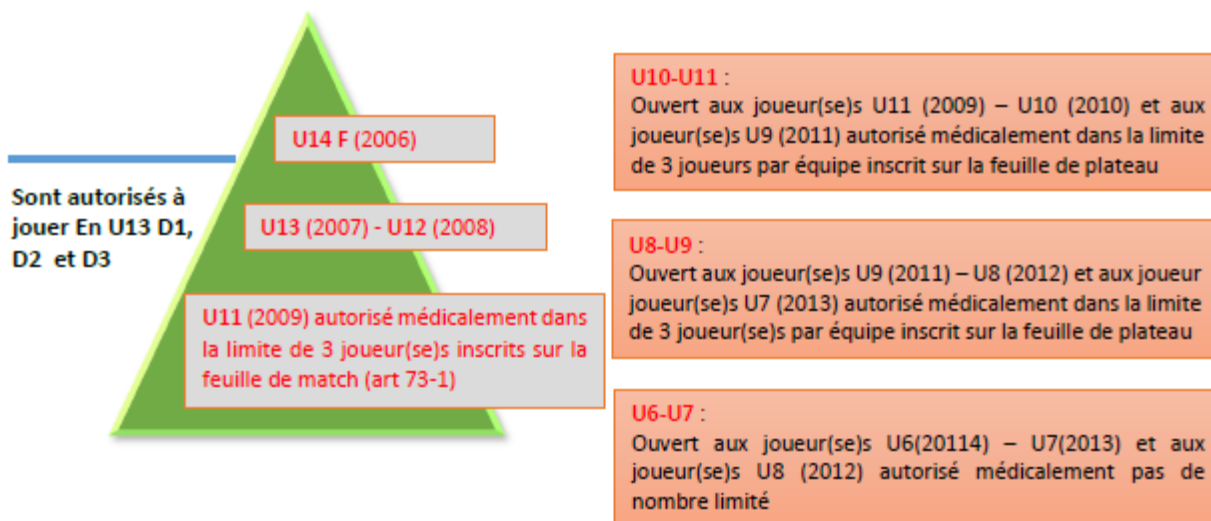 U14 F (2006)
Sont autorisés à
jouer En U13 D1,
D2 et D3
U13 (2007) - U12 (2008)
U11 (2009) autorisé médicalement dans
la limite de 3 joueur(se)s inscrits sur la
feuille de match (art 73-1)
U10-U11 :
Ouvert aux joueur(se)s U11 (2009) – U10 (2010) et aux
joueur(se)s U9 (2011) autorisé médicalement dans la limite
de 3 joueurs par équipe inscrit sur la feuille de plateau
U8-U9 :
Ouvert aux joueur(se)s U9 (2011) – U8 (2012) et aux joueur
joueur(se)s U7 (2013) autorisé médicalement dans la limite
de 3 joueur(se)s par équipe inscrit sur la feuille de plateau
U6-U7 :
Ouvert aux joueur(se)s U6(20114) – U7(2013) et aux
joueur(se)s U8 (2012) autorisé médicalement pas de
nombre limité